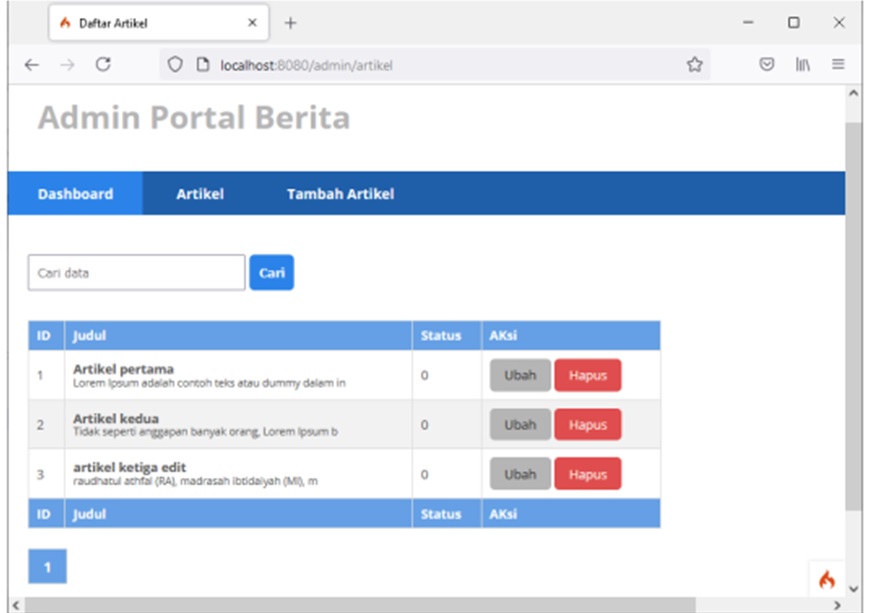 Daftar Artikel
localhost:8080/admin/artikel
Admin Portal Berita
Dashboard Artikel Tambah Artikel
Cari data Cari
ID Judul Status AKsi
Artikel pertama
1 Lorem Ipsum adalah contoh teks atau dummy dalam in 0 Ubah Hapus
Artikel kedua
2 Tidak seperti anggapan banyak orang, Lorem Ipsum b 0 Ubah Hapus
artikel ketiga edit
3 raudhatul athfal (RA), madrasah ibtidaiyah (MI), m 0 Ubah Hapus
ID Judul Status AKsi
1